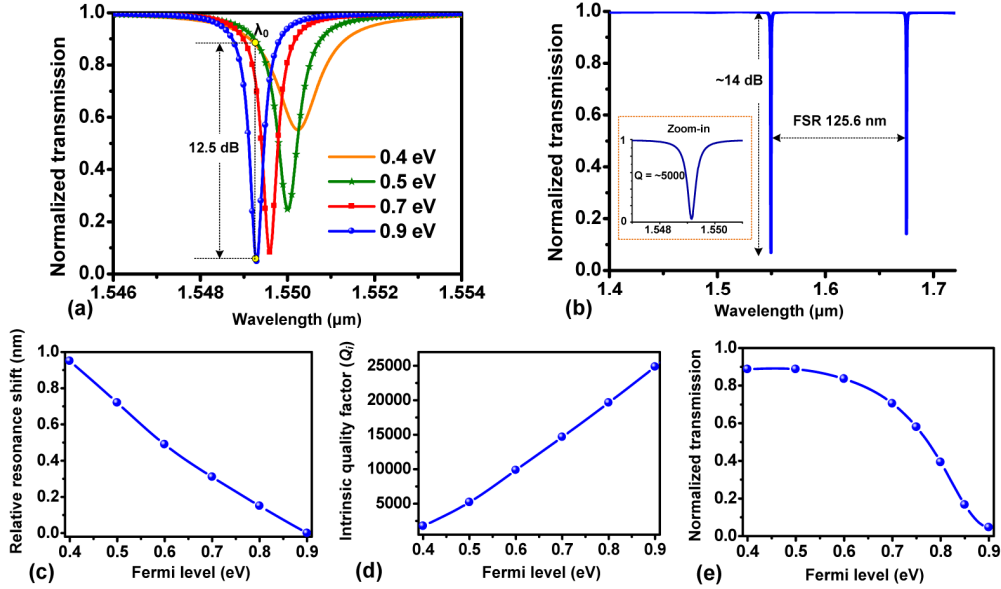 Normalized transmission
1.0
0.8
0.6
0.4
0.2
0.0
λ0
12.5 dB
0.4 eV
0.5 eV
0.7 eV
0.9 eV
1.546 1.548 1.550 1.552 1.554
(a)
Wavelength (µm)
Normalized transmission
1.0
0.8
0.6
0.4
0.2
0.0
~14 dB
FSR 125.6 nm
Zoom-in
1
Q = ~5000
0
1.548 1.550
1.4 1.5 1.6 1.7
(b)
Wavelength (µm)
Relative resonance shift (nm)
1.0
0.8
0.6
0.4
0.2
0.0
0.4 0.5 0.6 0.7 0.8 0.9
(c)
Fermi level (eV)
Intrinsic quality factor (Qi)
25000
20000
15000
10000
5000
0.4 0.5 0.6 0.7 0.8 0.9
(d)
Fermi level (eV)
Normalized transmission
1.0
0.8
0.6
0.4
0.2
0.0
0.4 0.5 0.6 0.7 0.8 0.9
(e)
Fermi level (eV)